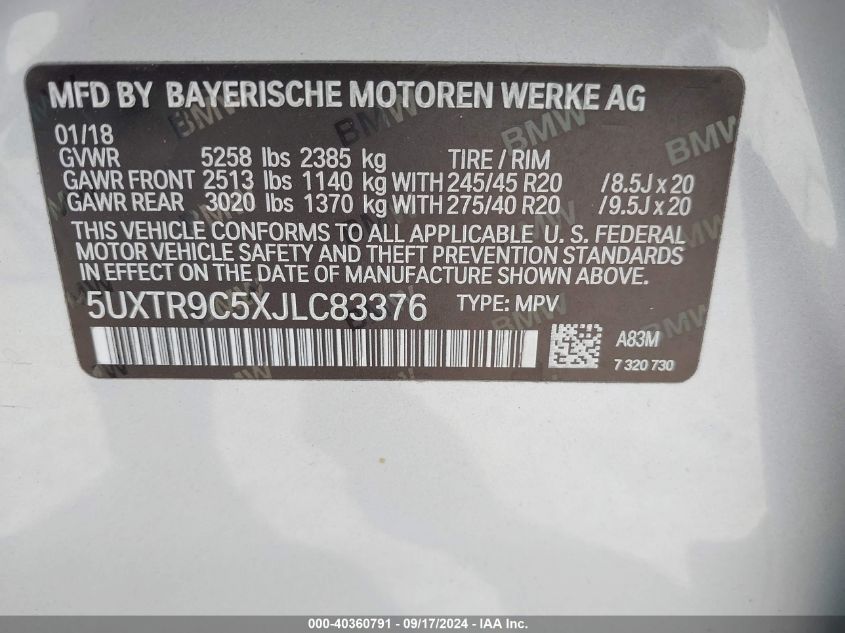 MFD BY BAYERISCHE MOTOREN WERKE AG
01/18
GVWR 5258 lbs 2385 kg TIRE / RIM
GAWR FRONT 2513 lbs 1140 kg WITH 245/45 R20 /8.5J x 20
GAWR REAR 3020 lbs 1370 kg WITH 275/40 R20 /9.5J x 20
THIS VEHICLE CONFORMS TO ALL APPLICABLE U. S. FEDERAL
MOTOR VEHICLE SAFETY AND THEFT PREVENTION STANDARDS
IN EFFECT ON THE DATE OF MANUFACTURE SHOWN ABOVE.
5UXTR9C5XJLC83376 TYPE: MPV
A83M
7 320 730
000-40360791 - 09/17/2024 - IAA Inc.